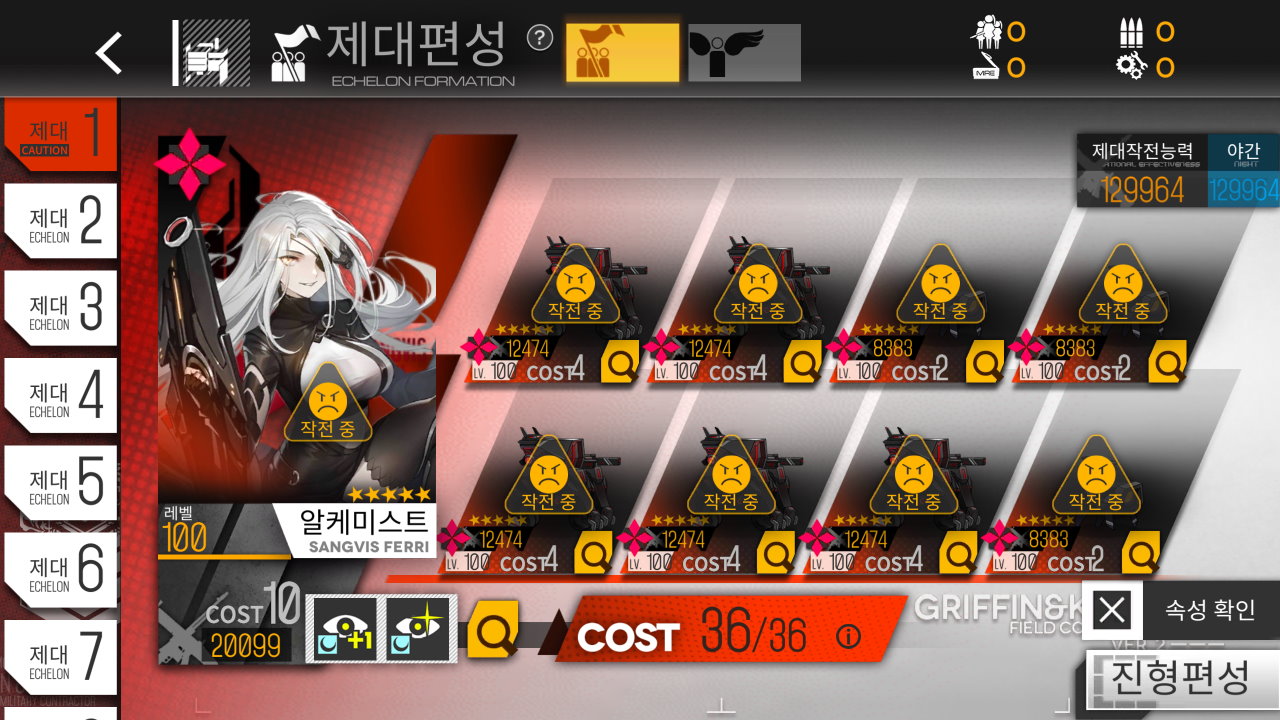 제대편성
ECHELON FORMATION
?
MRE
0
0
0
0
제대 1
CAUTION
제대 2
ECHELON
제대 3
ECHELON
제대 4
ECHELON
제대 5
ECHELON
제대 6
ECHELON
제대 7
ECHELON
MILITARY CONTRACTOR
제대작전능력
129964
야간
NIGHT
129964
작전 중
레벨
100
알케미스트
SANGVIS FERRI
COST 10
20099
+1
작전 중
12474
LV. 100 COST 4
작전 중
12474
LV. 100 COST 4
작전 중
8383
LV. 100 COST 2
작전 중
8383
LV. 100 COST 2
작전 중
12474
LV. 100 COST 4
작전 중
12474
LV. 100 COST 4
작전 중
12474
LV. 100 COST 4
작전 중
8383
LV. 100 COST 2
COST 36/36
GRIFFIN&K
FIELD CO
VER.2
속성 확인
진형편성